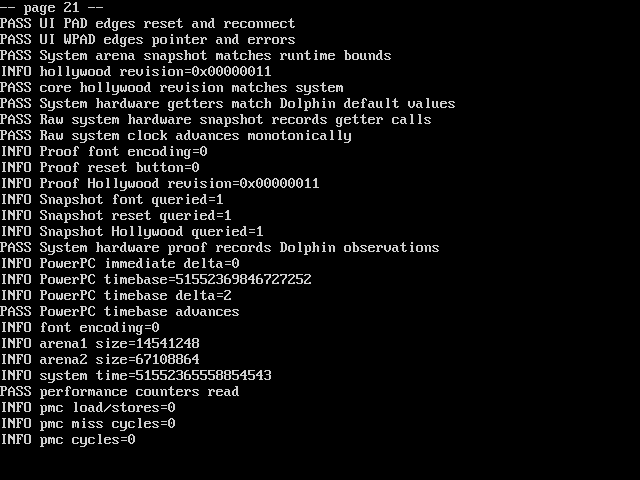 -- page 21 --
PASS UI PAD edges reset and reconnect
PASS UI WPAD edges pointer and errors
PASS System arena snapshot matches runtime bounds
INFO hollywood revision=0x00000011
PASS core hollywood revision matches system
PASS System hardware getters match Dolphin default values
PASS Raw system hardware snapshot records getter calls
PASS Raw system clock advances monotonically
INFO Proof font encoding=0
INFO Proof reset button=0
INFO Proof Hollywood revision=0x00000011
INFO Snapshot font queried=1
INFO Snapshot reset queried=1
INFO Snapshot Hollywood queried=1
PASS System hardware proof records Dolphin observations
INFO PowerPC immediate delta=0
INFO PowerPC timebase=51552369846727252
INFO PowerPC timebase delta=2
PASS PowerPC timebase advances
INFO font encoding=0
INFO arena1 size=14541248
INFO arena2 size=67108864
INFO system time=51552365558854543
PASS performance counters read
INFO pmc load/stores=0
INFO pmc miss cycles=0
INFO pmc cycles=0